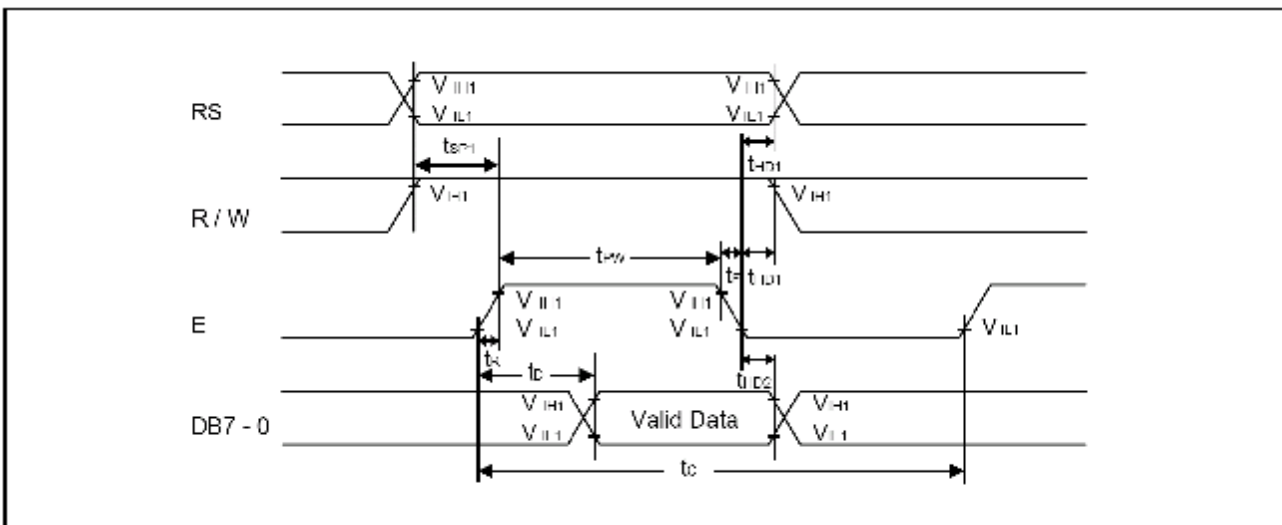 RS
VIH1
VIL1
VIH1
VIL1
tSP1
tHD1
R / W
VIH1
VIH1
tPW
tF
tHD1
E
VIH1
VIL1
VIH1
VIL1
VIL1
tR
tD
tHD2
DB7 - 0
VIH1
VIL1
Valid Data
VIH1
VIL1
tC